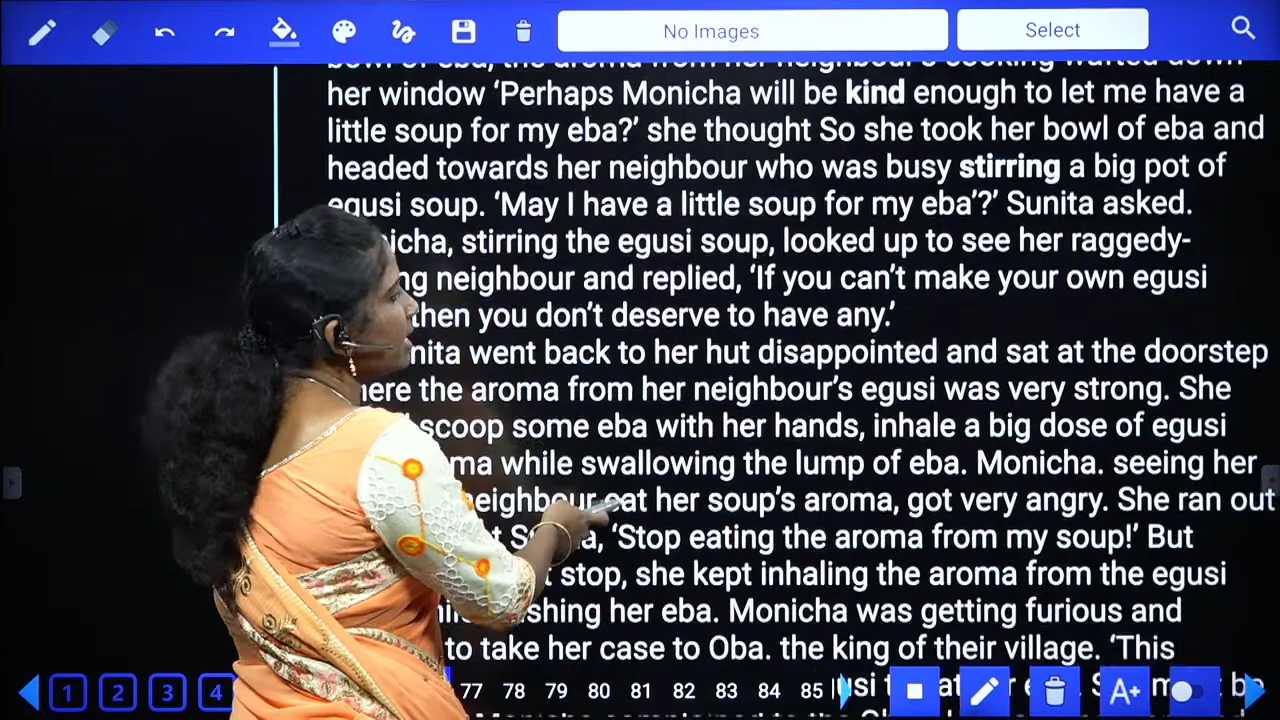 No Images
Select
her window ‘Perhaps Monicha will be kind enough to let me have a
little soup for my eba?’ she thought So she took her bowl of eba and
headed towards her neighbour who was busy stirring a big pot of
egusi soup. ‘May I have a little soup for my eba’?’ Sunita asked.
icha, stirring the egusi soup, looked up to see her raggedy-
neighbour and replied, ‘If you can’t make your own egusi
then you don’t deserve to have any.’
went back to her hut disappointed and sat at the doorstep
the aroma from her neighbour’s egusi was very strong. She
scoop some eba with her hands, inhale a big dose of egusi
while swallowing the lump of eba. Monicha. seeing her
neighbour eat her soup’s aroma, got very angry. She ran out
‘Stop eating the aroma from my soup!’ But
stop, she kept inhaling the aroma from the egusi
her eba. Monicha was getting furious and
to take her case to Oba. the king of their village. ‘This
1 2 3 4 77 78 79 80 81 82 83 84 85 A+